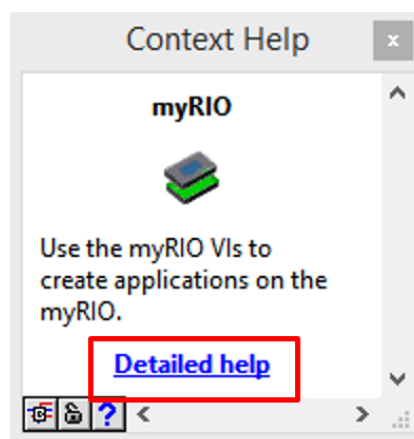 Context Help
x
myRIO
Use the myRIO VIs to
create applications on the
myRIO.
Detailed help
?